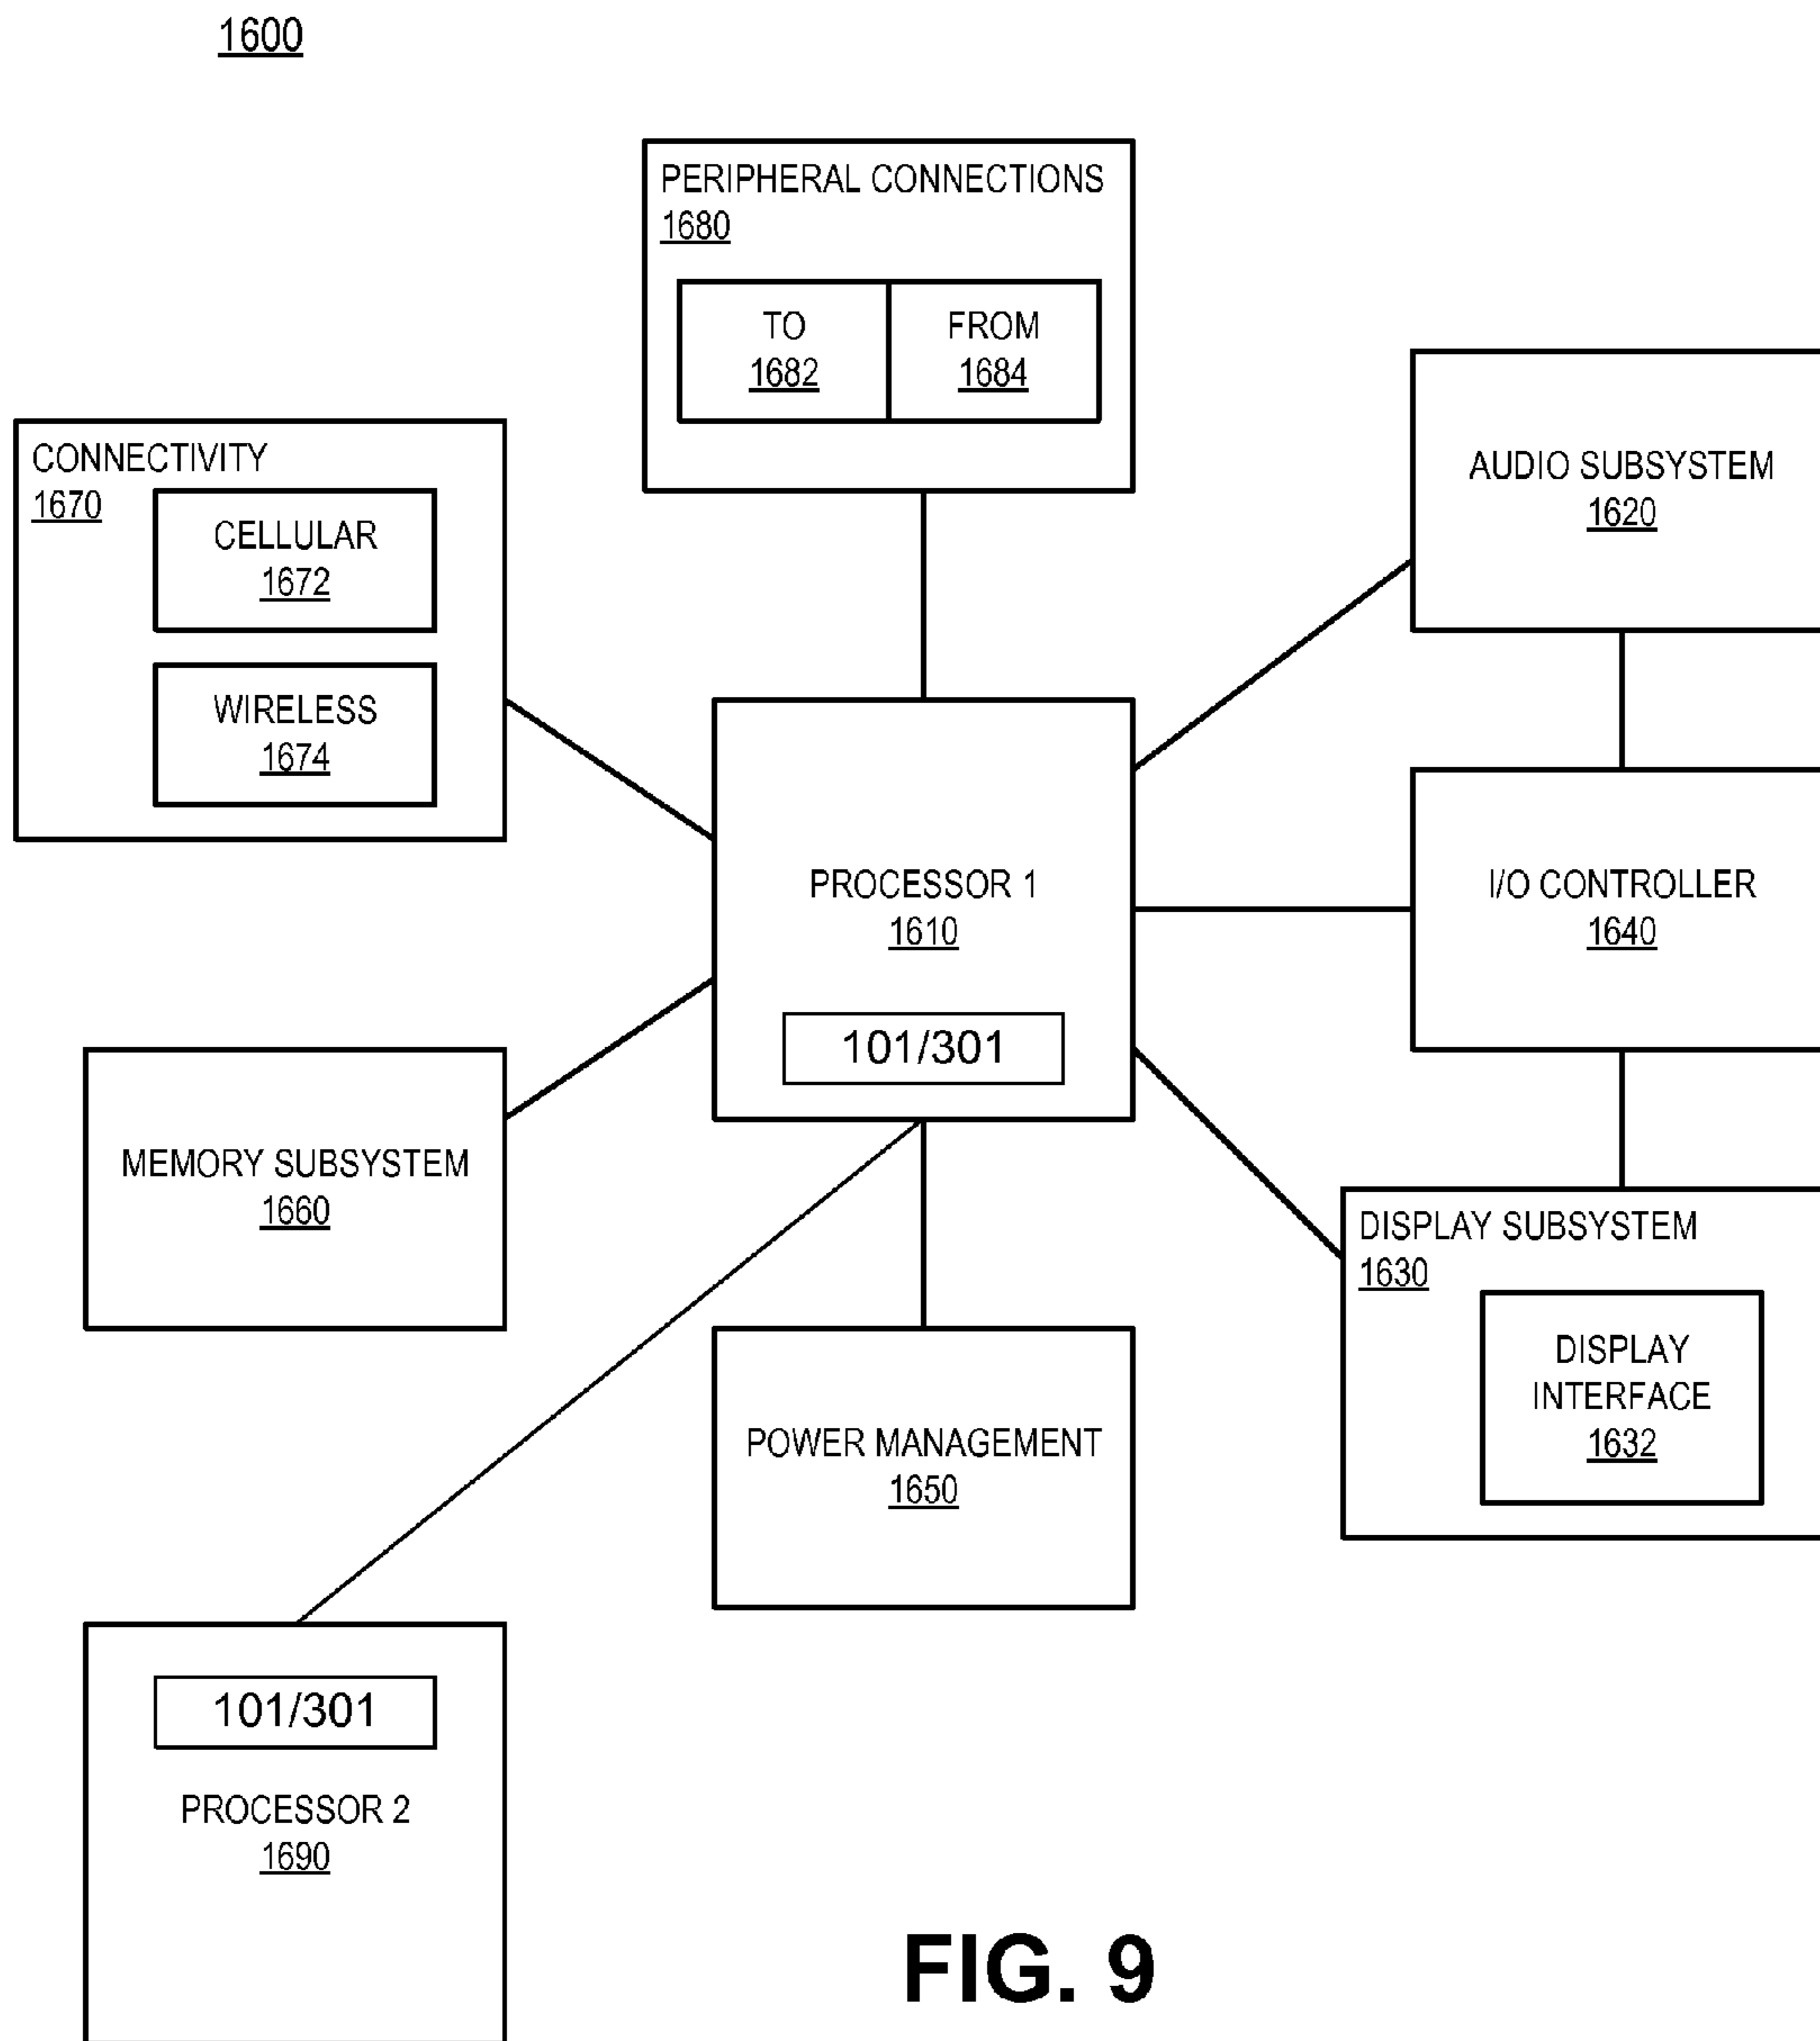 1600
PERIPHERAL CONNECTIONS
1680
TO
1682
FROM
1684
CONNECTIVITY
1670
CELLULAR
1672
WIRELESS
1674
AUDIO SUBSYSTEM
1620
PROCESSOR 1
1610
101/301
I/O CONTROLLER
1640
MEMORY SUBSYSTEM
1660
DISPLAY SUBSYSTEM
1630
DISPLAY
INTERFACE
1632
POWER MANAGEMENT
1650
101/301
PROCESSOR 2
1690
FIG. 9